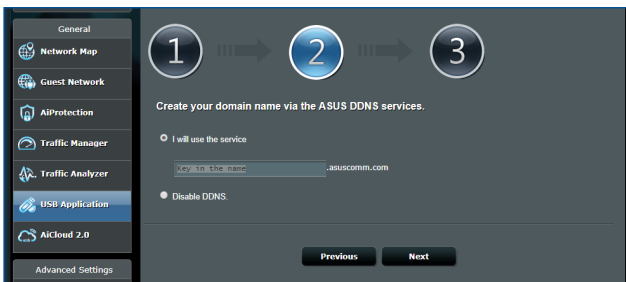 General
Network Map
Guest Network
AiProtection
Traffic Manager
Traffic Analyzer
USB Application
AiCloud 2.0
Advanced Settings
1 2 3
Create your domain name via the ASUS DDNS services.
I will use the service
Key in the name .asuscomm.com
Disable DDNS.
Previous Next